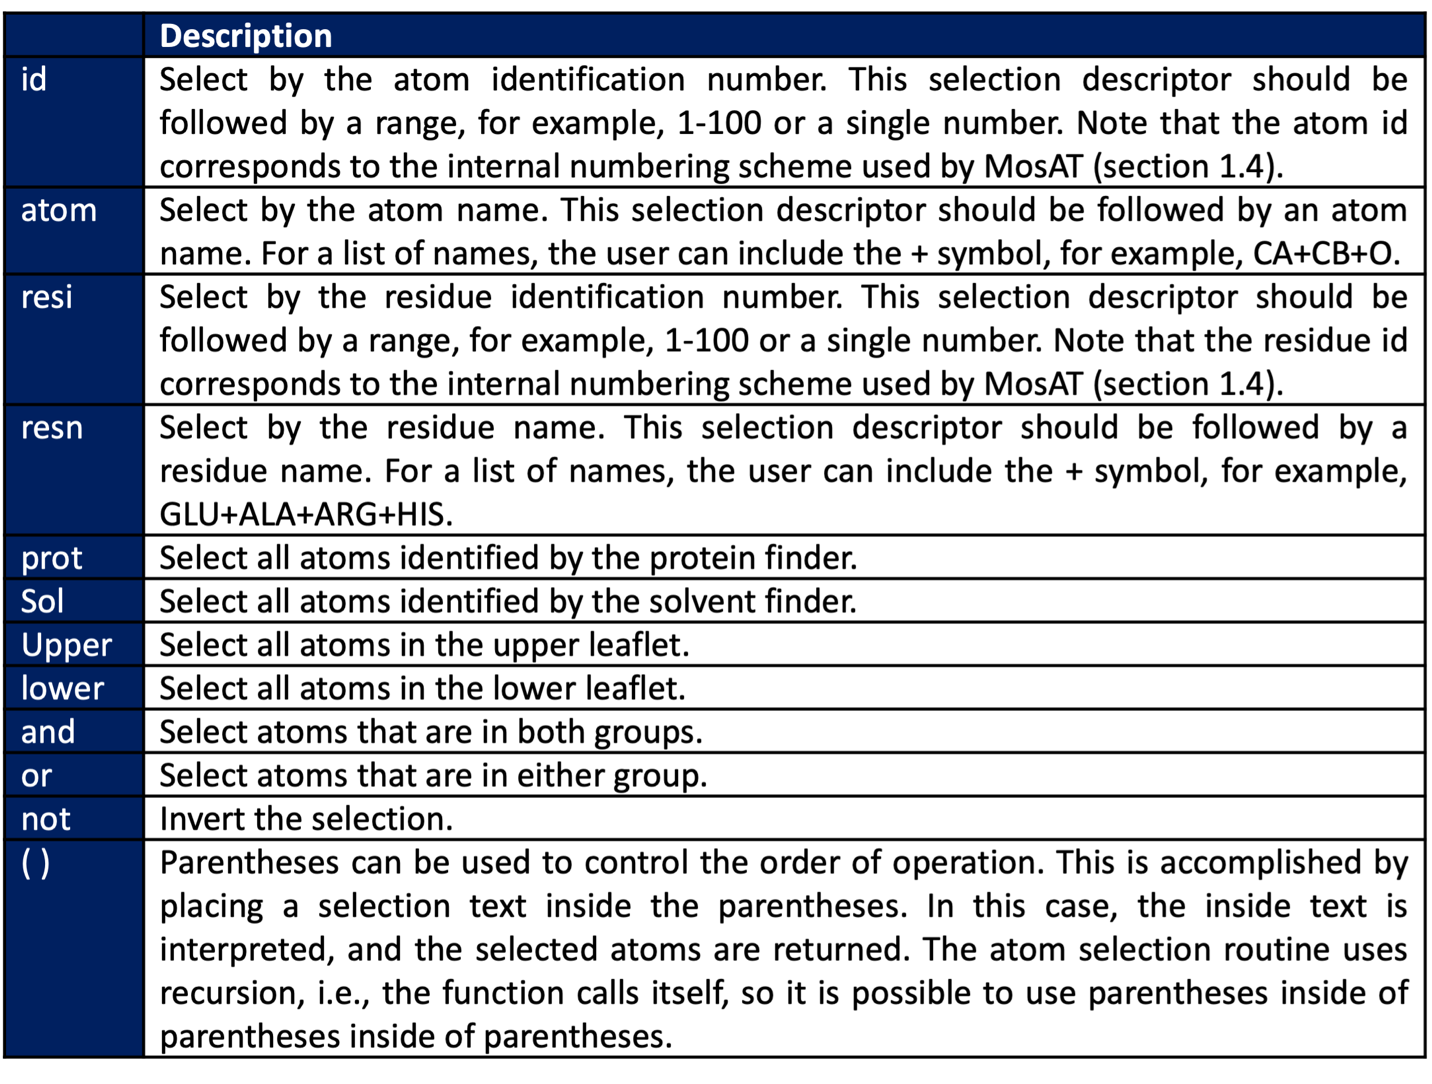 Description
id Select by the atom identification number. This selection descriptor should be
followed by a range, for example, 1-100 or a single number. Note that the atom id
corresponds to the internal numbering scheme used by MosAT (section 1.4).
atom Select by the atom name. This selection descriptor should be followed by an atom
name. For a list of names, the user can include the + symbol, for example, CA+CB+O.
resi Select by the residue identification number. This selection descriptor should be
followed by a range, for example, 1-100 or a single number. Note that the residue id
corresponds to the internal numbering scheme used by MosAT (section 1.4).
resn Select by the residue name. This selection descriptor should be followed by a
residue name. For a list of names, the user can include the + symbol, for example,
GLU+ALA+ARG+HIS.
prot Select all atoms identified by the protein finder.
Sol Select all atoms identified by the solvent finder.
Upper Select all atoms in the upper leaflet.
lower Select all atoms in the lower leaflet.
and Select atoms that are in both groups.
or Select atoms that are in either group.
not Invert the selection.
( ) Parentheses can be used to control the order of operation. This is accomplished by
placing a selection text inside the parentheses. In this case, the inside text is
interpreted, and the selected atoms are returned. The atom selection routine uses
recursion, i.e., the function calls itself, so it is possible to use parentheses inside of
parentheses inside of parentheses.